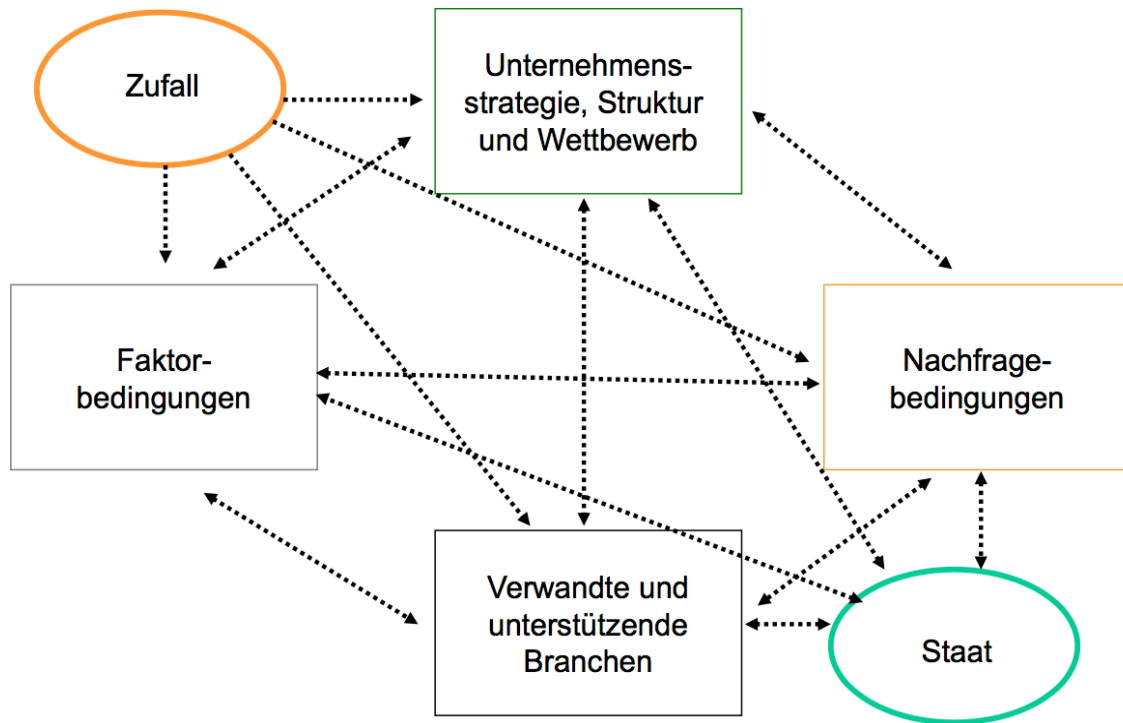 Zufall
Unternehmens-
strategie, Struktur
und Wettbewerb
Faktor-
bedingungen
Nachfrage-
bedingungen
Verwandte und
unterstützende
Branchen
Staat